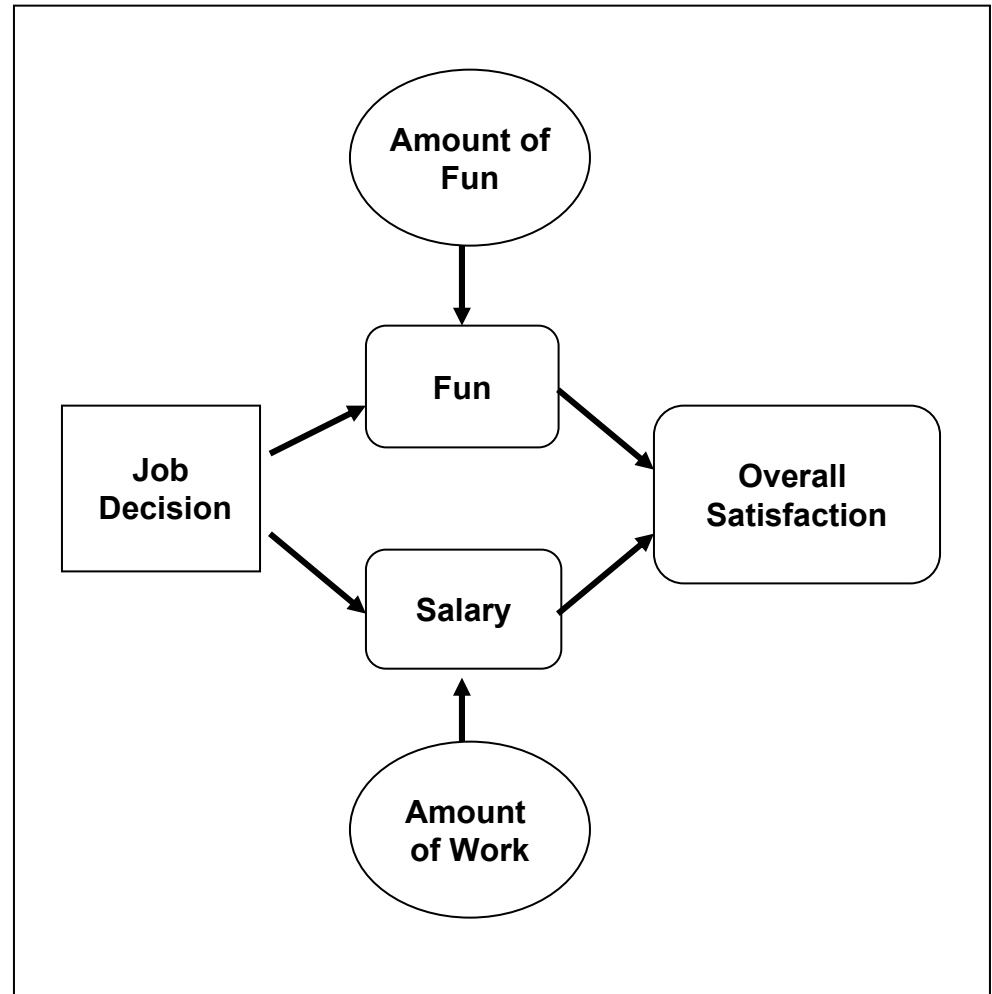 Amount of
Fun
Fun
Job
Decision
Overall
Satisfaction
Salary
Amount
of Work